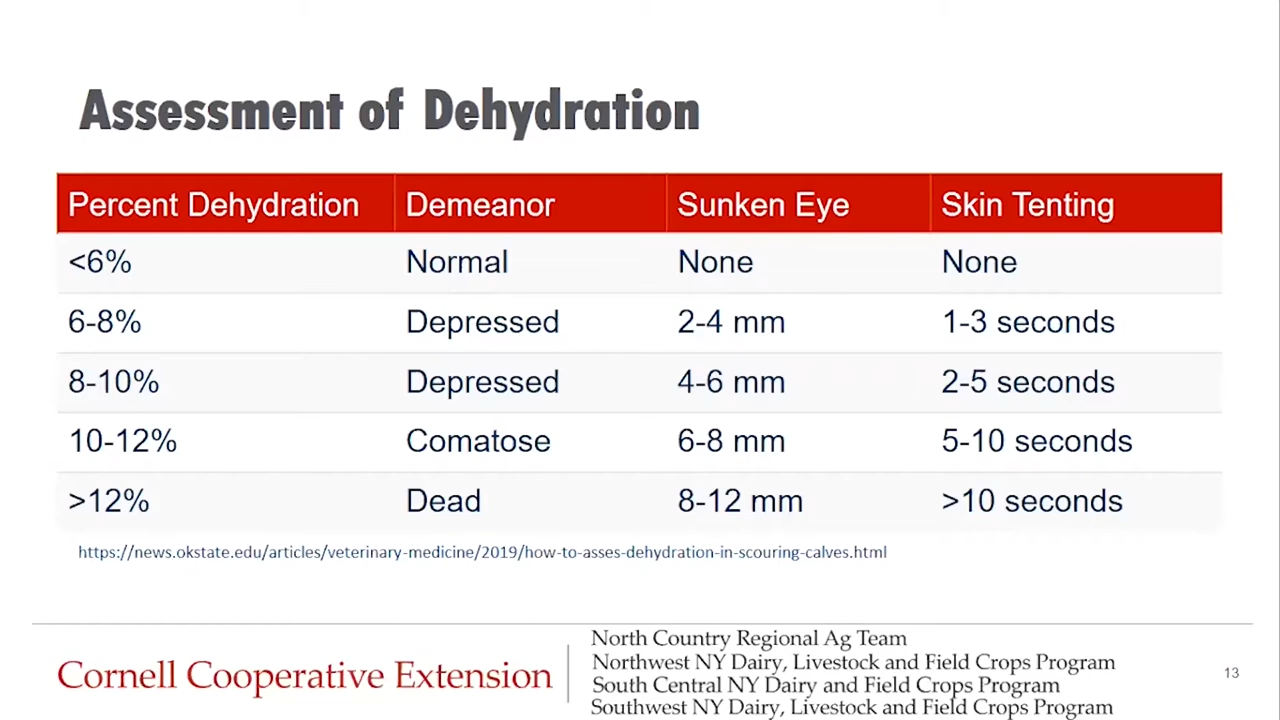 Assessment of Dehydration
Percent Dehydration Demeanor Sunken Eye Skin Tenting
<6% Normal None None
6-8% Depressed 2-4 mm 1-3 seconds
8-10% Depressed 4-6 mm 2-5 seconds
10-12% Comatose 6-8 mm 5-10 seconds
>12% Dead 8-12 mm >10 seconds
https://news.okstate.edu/articles/veterinary-medicine/2019/how-to-asses-dehydration-in-scouring-calves.html
North Country Regional Ag Team
Northwest NY Dairy, Livestock and Field Crops Program
Cornell Cooperative Extension
South Central NY Dairy and Field Crops Program
Southwest NY Dairy, Livestock and Field Crops Program
13